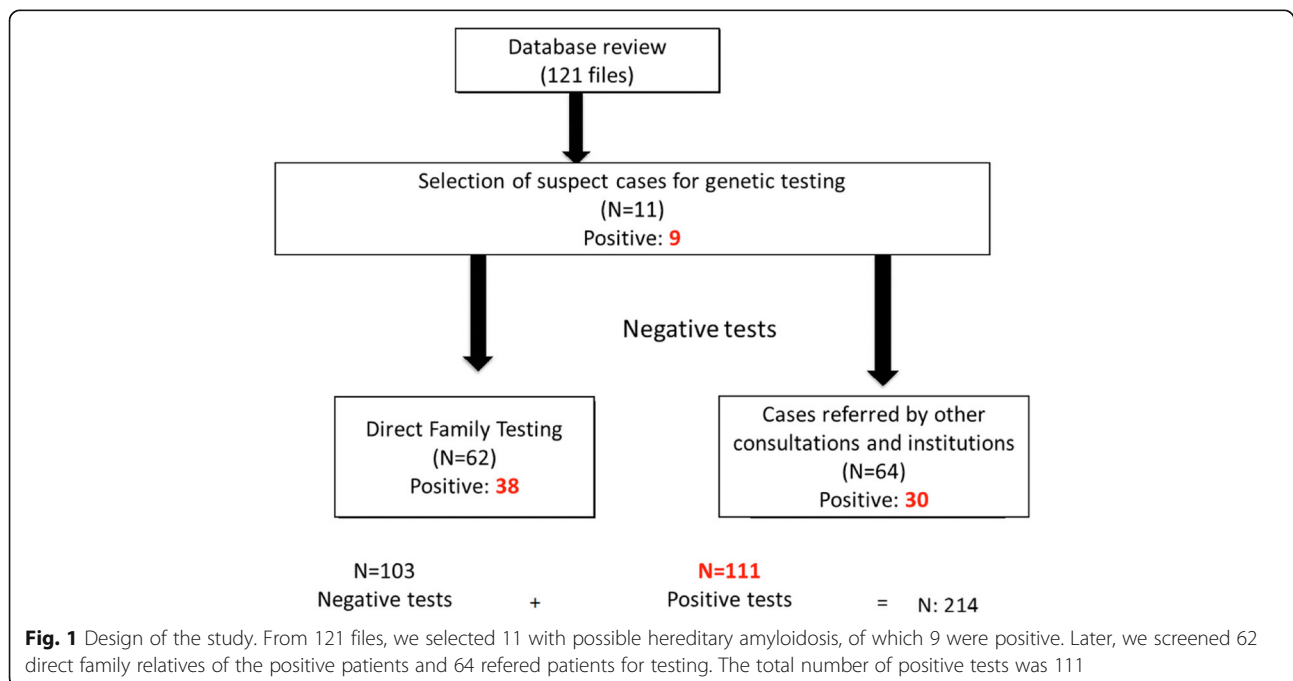 Database review
(121 files)
Selection of suspect cases for genetic testing
(N=11)
Positive: 9
Negative tests
Direct Family Testing
(N=62)
Positive: 38
Cases referred by other
consultations and institutions
(N=64)
Positive: 30
N=103 N=111
Negative tests + Positive tests = N: 214
Fig. 1 Design of the study. From 121 files, we selected 11 with possible hereditary amyloidosis, of which 9 were positive. Later, we screened 62
direct family relatives of the positive patients and 64 refered patients for testing. The total number of positive tests was 111